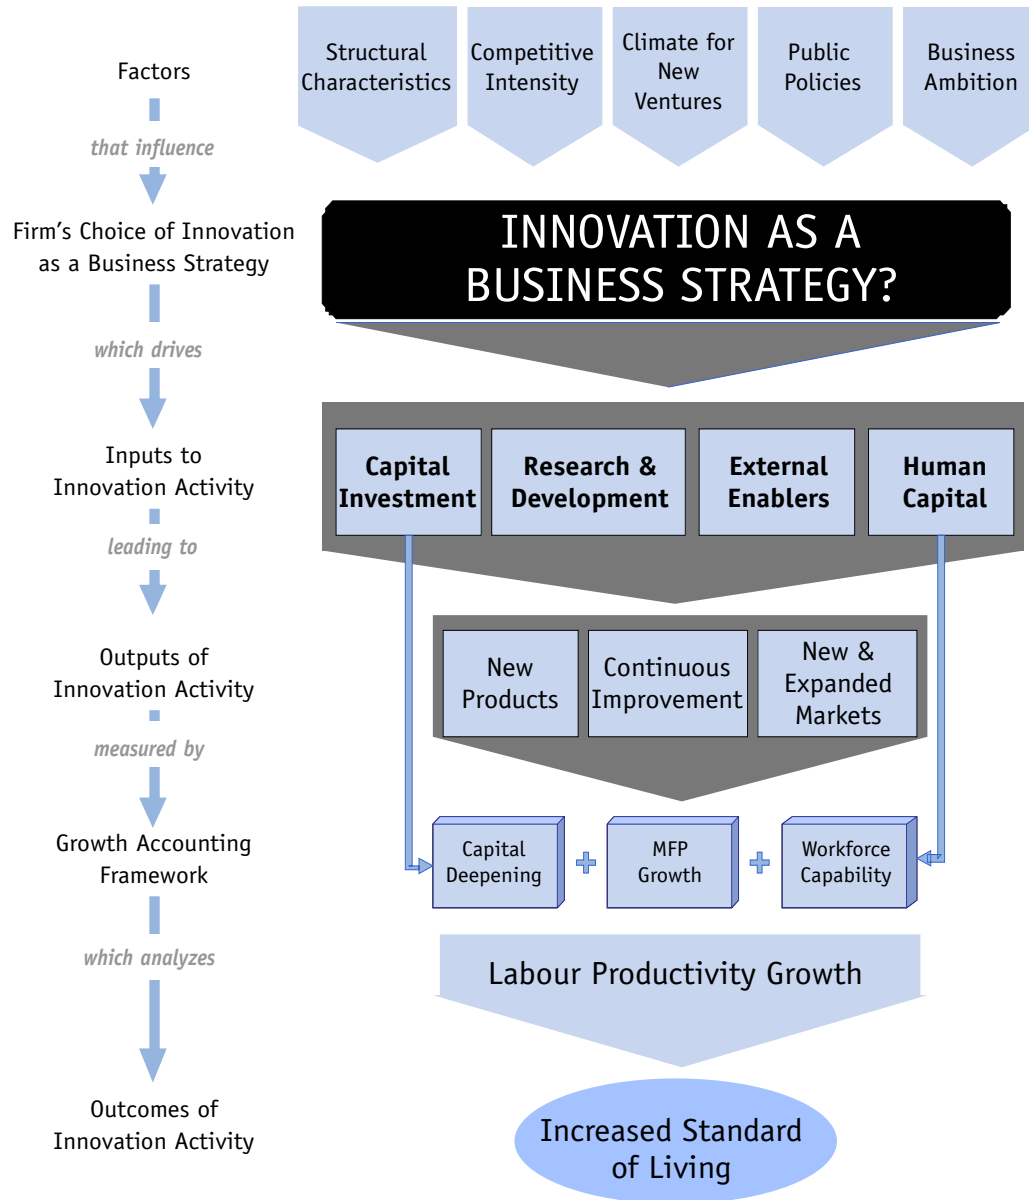 Factors
that influence
Firm's Choice of Innovation
as a Business Strategy
which drives
Inputs to
Innovation Activity
leading to
Outputs of
Innovation Activity
measured by
Growth Accounting
Framework
which analyzes
Outcomes of
Innovation Activity
Structural
Characteristics
Competitive
Intensity
Climate for
New
Ventures
Public
Policies
Business
Ambition
INNOVATION AS A
BUSINESS STRATEGY?
Capital
Investment
Research &
Development
External
Enablers
Human
Capital
New
Products
Continuous
Improvement
New &
Expanded
Markets
Capital
Deepening
+
MFP
Growth
+
Workforce
Capability
Labour Productivity Growth
Increased Standard
of Living